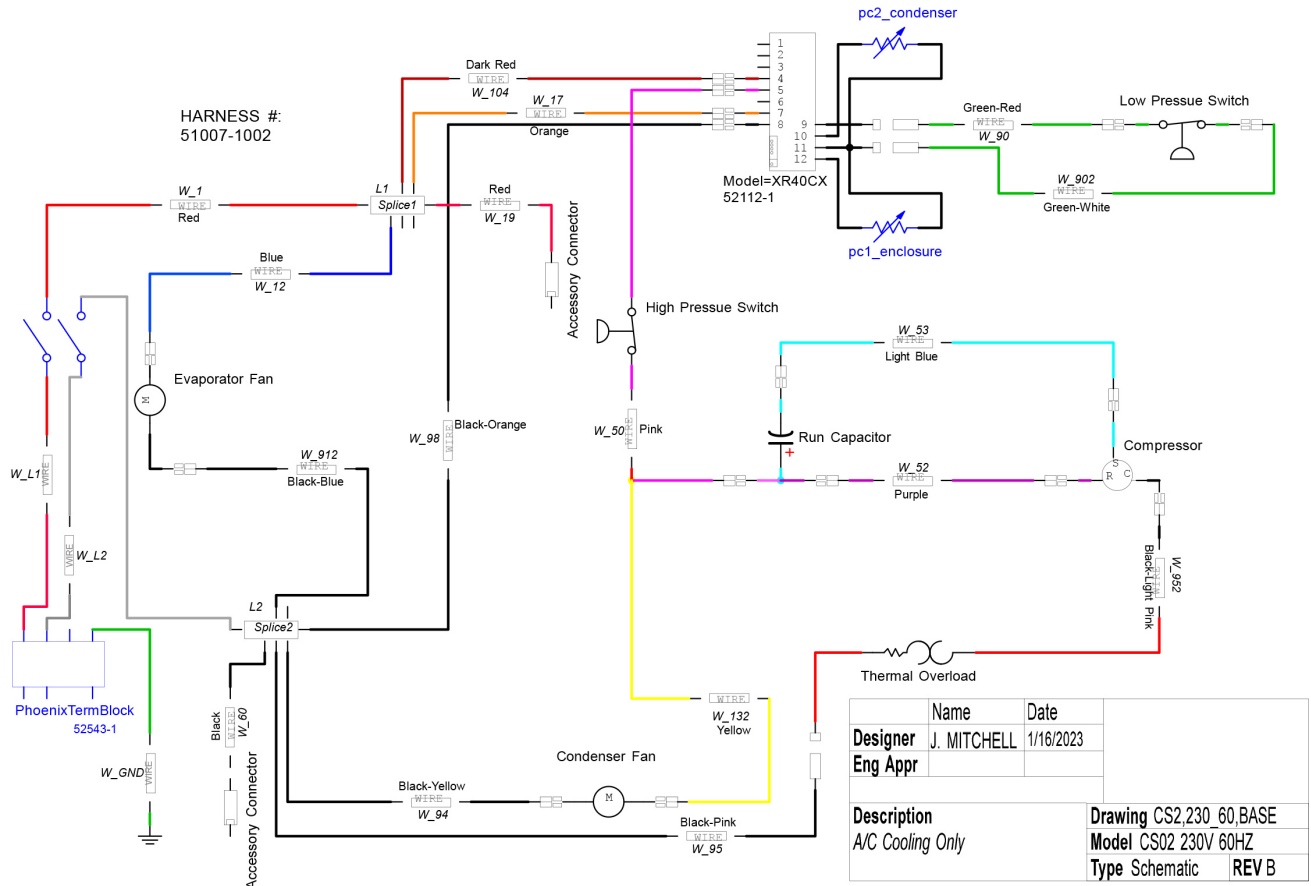 pc2_condenser
1
2
3
4
5
6
7
8
9
10
11
12
Dark Red
WIRE
W_104
W_17
WIRE
Orange
HARNESS #:
51007-1002
Green-Red
WIRE
W_90
Low Pressue Switch
Model=XR40CX
52112-1
W_902
WIRE
Green-White
pc1_enclosure
W_1
WIRE
Red
L1
Splice1
Red
WIRE
W_19
Accessory Connector
Blue
WIRE
W_12
High Pressue Switch
W_53
WIRE
Light Blue
Evaporator Fan
M
W_98
WIRE
Black-Orange
W_50
WIRE
Pink
Run Capacitor
+
Compressor
S
R
C
W_52
WIRE
Purple
W_912
WIRE
Black-Blue
W_L1
WIRE
WIRE
W_L2
Black-Light Pink
WIRE
W_952
L2
Splice2
Thermal Overload
PhoenixTermBlock
52543-1
W_GND
WIRE
Black
WIRE
W_60
Accessory Connector
WIRE
W_132
Yellow
Condenser Fan
M
Black-Yellow
WIRE
W_94
Black-Pink
WIRE
W_95
Name Date
Designer J. MITCHELL 1/16/2023
Eng Appr
Description
A/C Cooling Only
Drawing CS2,230_60,BASE
Model CS02 230V 60HZ
Type Schematic REV B